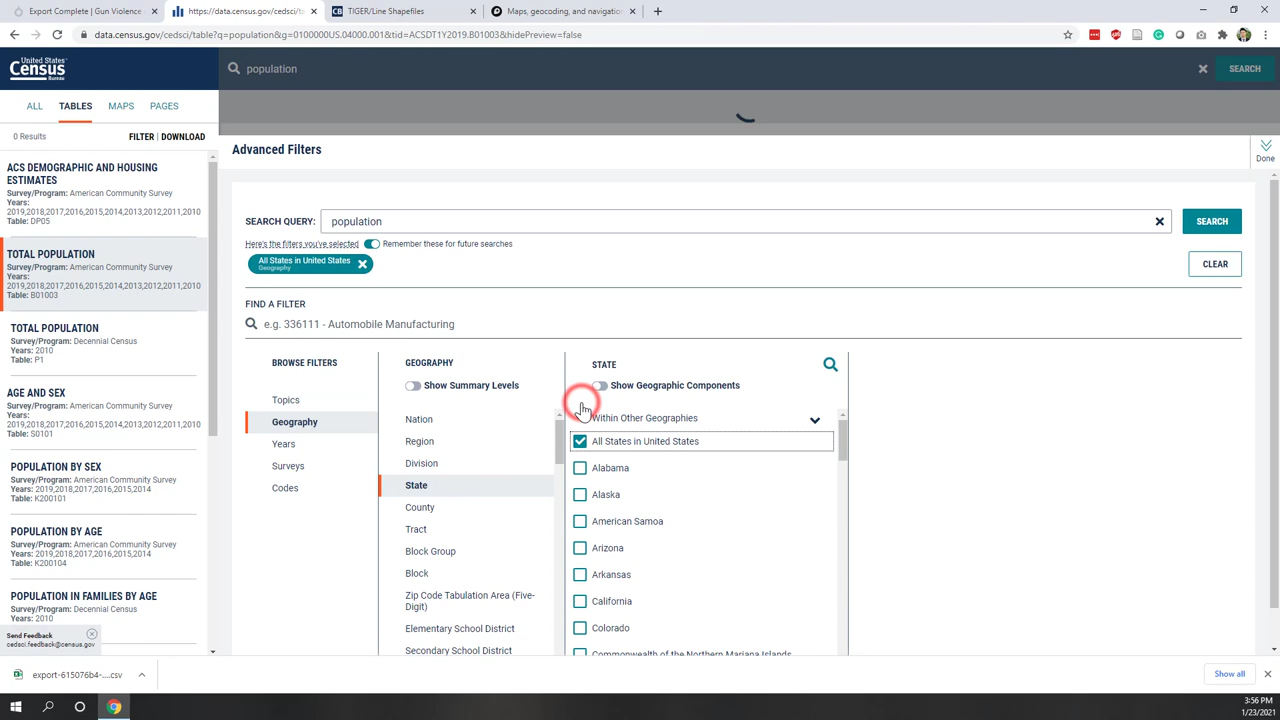 Export Complete | Gun Violence
https://data.census.gov/cedsci/t
TIGER/Line Shapefiles
Maps, geocoding, and navigation
data.census.gov/cedsci/table?q=population&g=0100000US.04000.001&tid=ACSDT1Y2019.B01003&hidePreview=false
United States®
Census
Bureau
population
SEARCH
ALL
TABLES
MAPS
PAGES
0 Results
FILTER | DOWNLOAD
Advanced Filters
Done
ACS DEMOGRAPHIC AND HOUSING
ESTIMATES
Survey/Program: American Community Survey
Years:
2019,2018,2017,2016,2015,2014,2013,2012,2011,2010
Table: DP05
TOTAL POPULATION
Survey/Program: American Community Survey
Years:
2019,2018,2017,2016,2015,2014,2013,2012,2011,2010
Table: B01003
TOTAL POPULATION
Survey/Program: Decennial Census
Years: 2010
Table: P1
AGE AND SEX
Survey/Program: American Community Survey
Years:
2019,2018,2017,2016,2015,2014,2013,2012,2011,2010
Table: S0101
POPULATION BY SEX
Survey/Program: American Community Survey
Years: 2019,2018,2017,2016,2015,2014
Table: K200101
POPULATION BY AGE
Survey/Program: American Community Survey
Years: 2019,2018,2017,2016,2015,2014
Table: K200104
POPULATION IN FAMILIES BY AGE
Survey/Program: Decennial Census
Years: 2010
Send Feedback
cedsci.feedback@census.gov
SEARCH QUERY:
population
SEARCH
Here's the filters you've selected
Remember these for future searches
All States in United States
Geography
CLEAR
FIND A FILTER
e.g. 336111 - Automobile Manufacturing
BROWSE FILTERS
Topics
Geography
Years
Surveys
Codes
GEOGRAPHY
Show Summary Levels
Nation
Region
Division
State
County
Tract
Block Group
Block
Zip Code Tabulation Area (Five-
Digit)
Elementary School District
Secondary School District
STATE
Show Geographic Components
Within Other Geographies
All States in United States
Alabama
Alaska
American Samoa
Arizona
Arkansas
California
Colorado
Commonwealth of the Northern Mariana Islands
export-615076b4-....csv
Show all
3:56 PM
1/23/2021